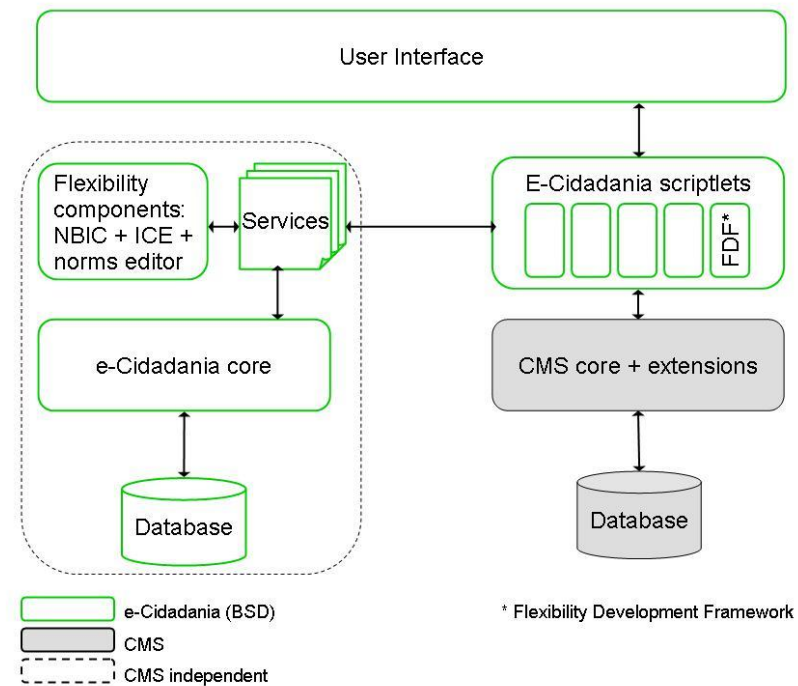 User Interface
Flexibility
components:
NBIC + ICE +
norms editor
Services
E-Cidadania scriptlets
FDF*
e-Cidadania core
CMS core + extensions
Database
Database
e-Cidadania (BSD)
* Flexibility Development Framework
CMS
CMS independent